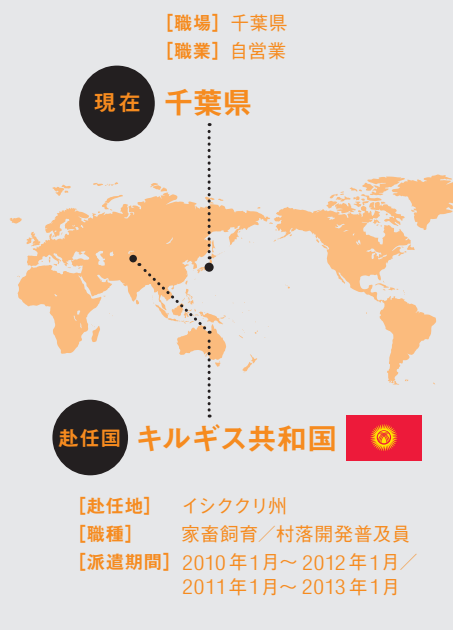 [職場] 千葉県
[職業] 自営業
現在 千葉県
赴任国 キルギス共和国
[赴任地] イシククリ州
[職種] 家畜飼育／村落開発普及員
[派遣期間] 2010年1月～2012年1月／
2011年1月～2013年1月